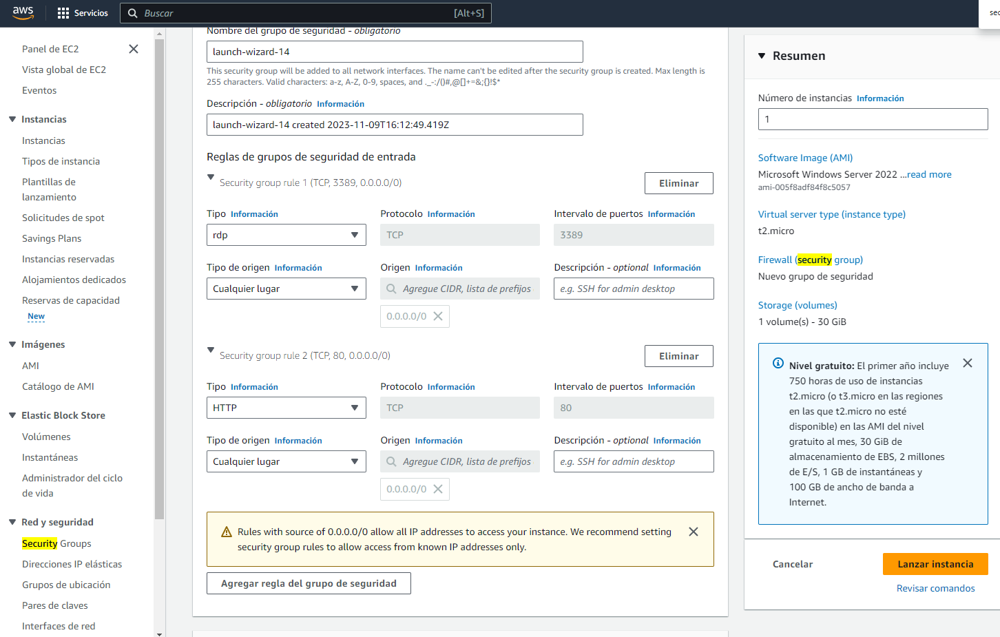 aws
Servicios
Buscar
[Alt+S]
sec
Panel de EC2
Vista global de EC2
Eventos
Instancias
Instancias
Tipos de instancia
Plantillas de
lanzamiento
Solicitudes de spot
Savings Plans
Instancias reservadas
Alojamientos dedicados
Reservas de capacidad
New
Imágenes
AMI
Catálogo de AMI
Elastic Block Store
Volúmenes
Instantáneas
Administrador del ciclo
de vida
Red y seguridad
Security Groups
Direcciones IP elásticas
Grupos de ubicación
Pares de claves
Interfaces de red
Nombre del grupo de seguridad - obligatorio
launch-wizard-14
This security group will be added to all network interfaces. The name can't be edited after the security group is created. Max length is
255 characters. Valid characters: a-z, A-Z, 0-9, spaces, and ._-:/()#,@[]+=&;{}!$*
Descripción - obligatorio Información
launch-wizard-14 created 2023-11-09T16:12:49.419Z
Reglas de grupos de seguridad de entrada
Security group rule 1 (TCP, 3389, 0.0.0.0/0)
Eliminar
Tipo Información
Protocolo Información
Intervalo de puertos Información
rdp
TCP
3389
Tipo de origen Información
Origen Información
Descripción - optional Información
Cualquier lugar
Agregue CIDR, lista de prefijos
e.g. SSH for admin desktop
0.0.0.0/0
Security group rule 2 (TCP, 80, 0.0.0.0/0)
Eliminar
Tipo Información
Protocolo Información
Intervalo de puertos Información
HTTP
TCP
80
Tipo de origen Información
Origen Información
Descripción - optional Información
Cualquier lugar
Agregue CIDR, lista de prefijos
e.g. SSH for admin desktop
0.0.0.0/0
Rules with source of 0.0.0.0/0 allow all IP addresses to access your instance. We recommend setting
security group rules to allow access from known IP addresses only.
Agregar regla del grupo de seguridad
Resumen
Número de instancias Información
1
Software Image (AMI)
Microsoft Windows Server 2022 ...read more
ami-005f8adf84f8c5057
Virtual server type (instance type)
t2.micro
Firewall (security group)
Nuevo grupo de seguridad
Storage (volumes)
1 volume(s) - 30 GiB
Nivel gratuito: El primer año incluye
750 horas de uso de instancias
t2.micro (o t3.micro en las regiones
en las que t2.micro no esté
disponible) en las AMI del nivel
gratuito al mes, 30 GiB de
almacenamiento de EBS, 2 millones
de E/S, 1 GB de instantáneas y
100 GB de ancho de banda a
Internet.
Cancelar
Lanzar instancia
Revisar comandos